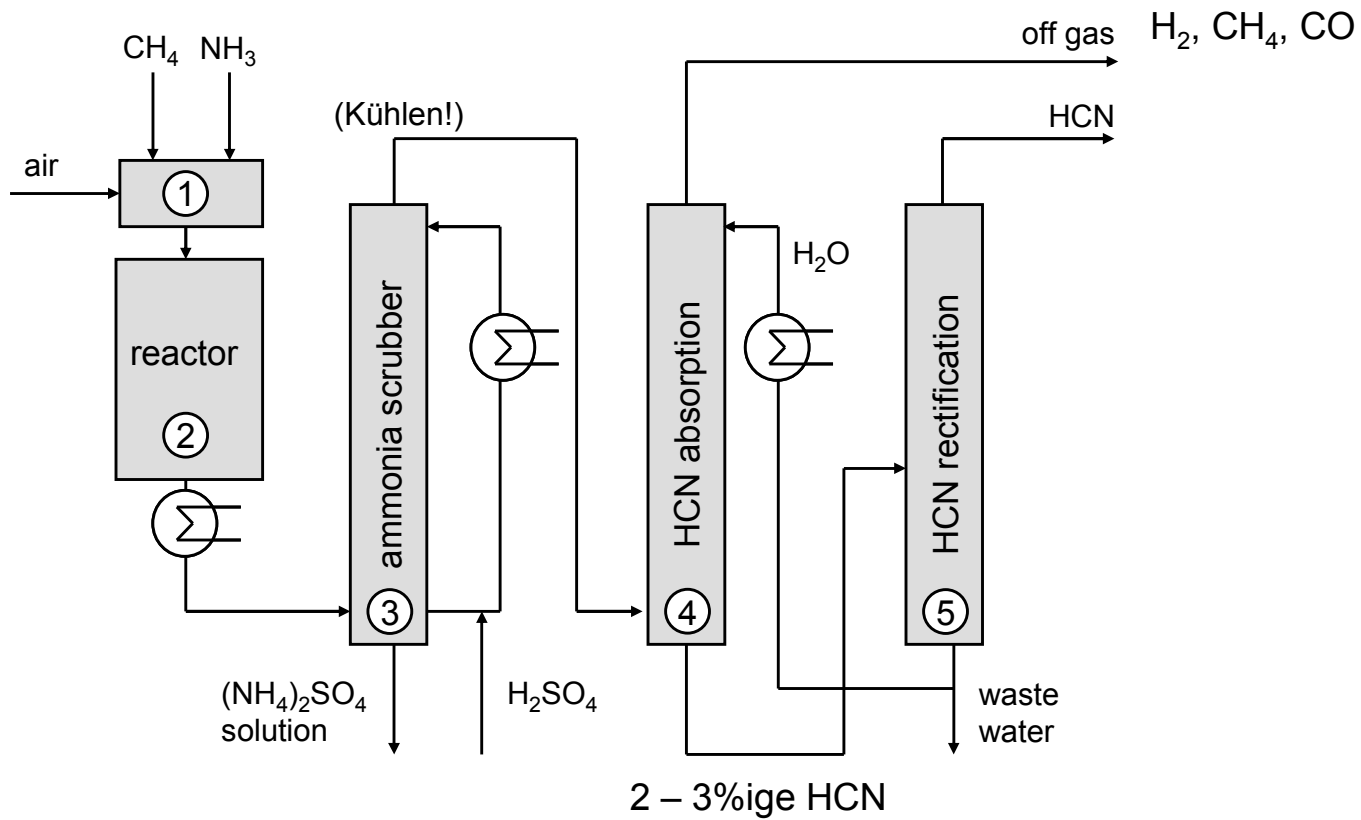 off gas
H₂, CH₄, CO
CH₄
NH₃
(Kühlen!)
HCN
air
1
reactor
2
ammonia scrubber
3
H₂O
HCN absorption
4
HCN rectification
5
(NH₄)₂SO₄
solution
H₂SO₄
waste
water
2 – 3%ige HCN